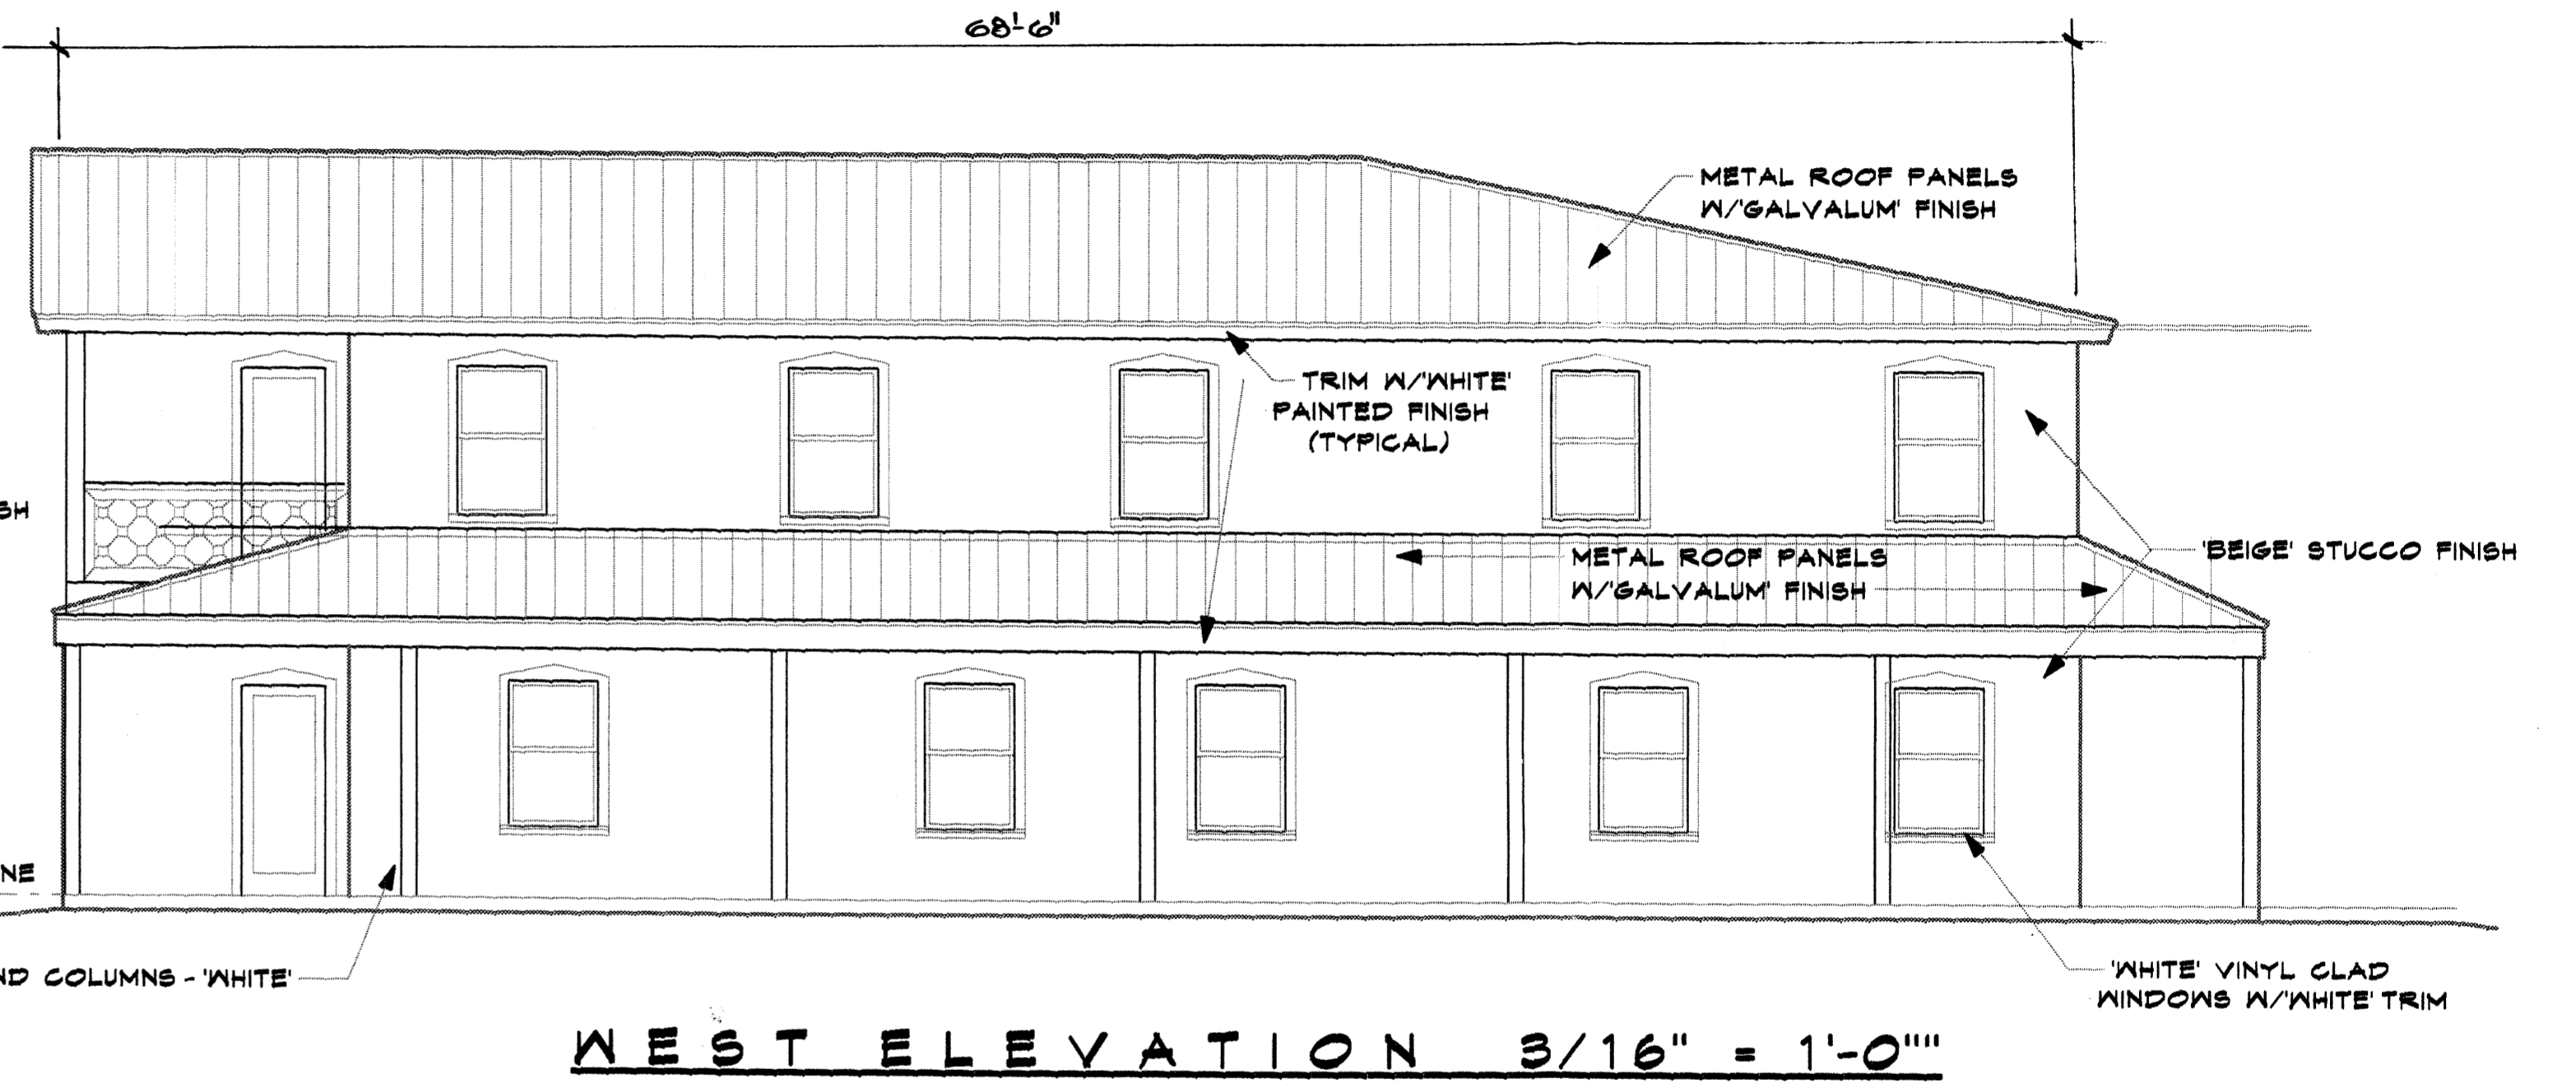 68'-6"
METAL ROOF PANELS
W/'GALVALUM' FINISH
TRIM W/'WHITE'
PAINTED FINISH
(TYPICAL)
SH
METAL ROOF PANELS
W/'GALVALUM' FINISH
'BEIGE' STUCCO FINISH
NE
ND COLUMNS - 'WHITE'
'WHITE' VINYL CLAD
WINDOWS W/'WHITE' TRIM
WEST ELEVATION 3/16" = 1'-0""